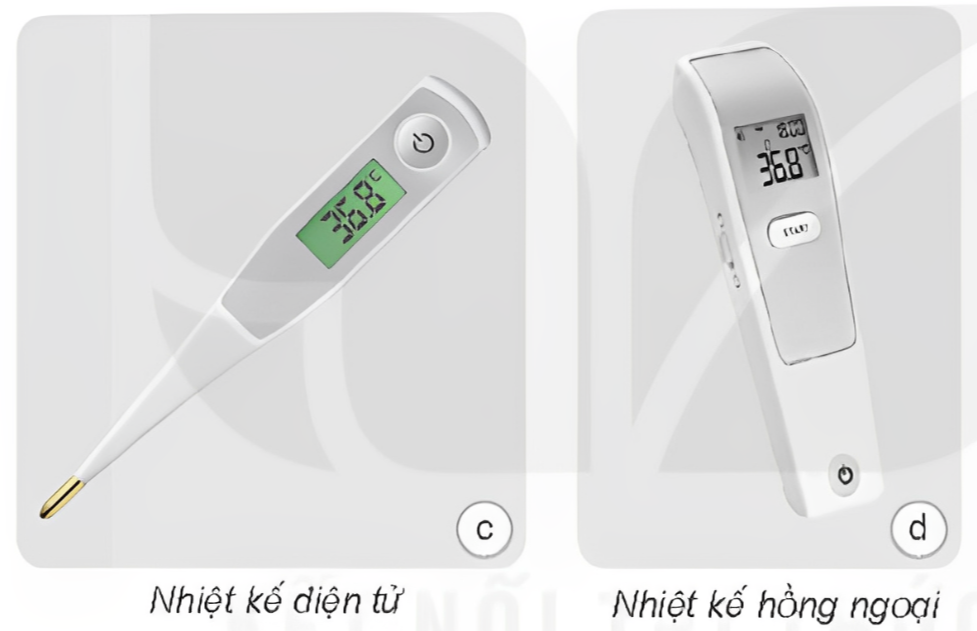 36.8°C
36.8°C
c
d
Nhiệt kế điện tử
Nhiệt kế hồng ngoại